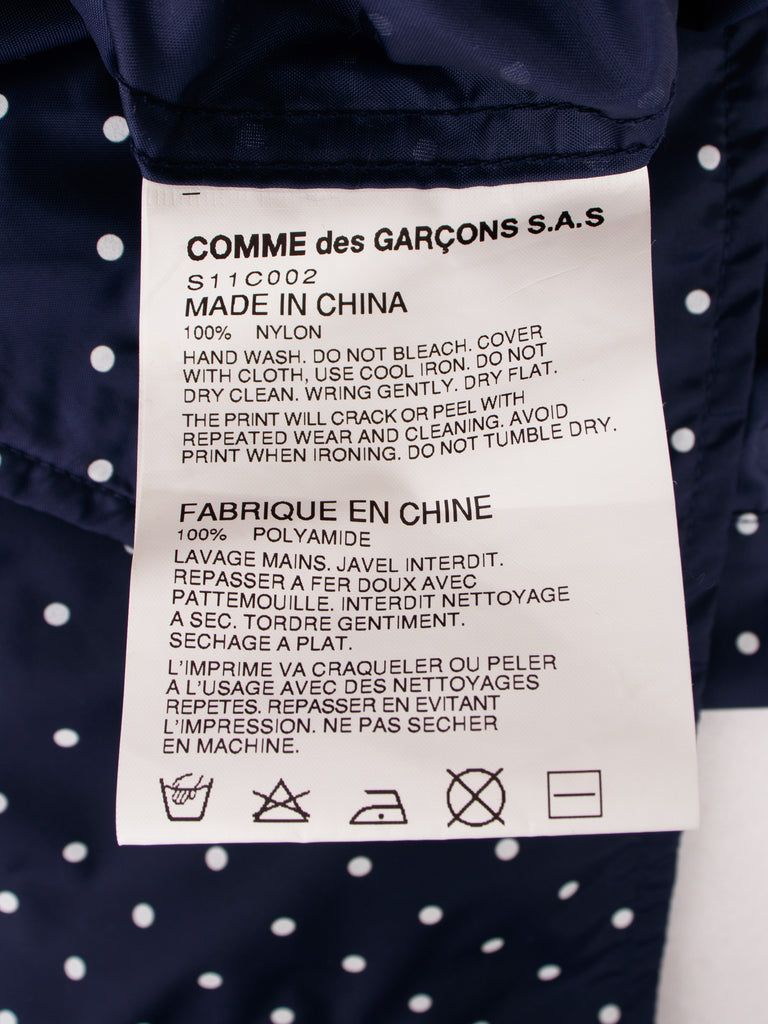 COMME des GARÇONS S.A.S
S11C002
MADE IN CHINA
100% NYLON
HAND WASH. DO NOT BLEACH. COVER
WITH CLOTH, USE COOL IRON. DO NOT
DRY CLEAN. WRING GENTLY. DRY FLAT.
THE PRINT WILL CRACK OR PEEL WITH
REPEATED WEAR AND CLEANING. AVOID
PRINT WHEN IRONING. DO NOT TUMBLE DRY.
FABRIQUE EN CHINE
100% POLYAMIDE
LAVAGE MAINS. JAVEL INTERDIT.
REPASSER A FER DOUX AVEC
PATTEMOUILLE. INTERDIT NETTOYAGE
A SEC. TORDRE GENTIMENT.
SECHAGE A PLAT.
L'IMPRIME VA CRAQUELER OU PELER
A L'USAGE AVEC DES NETTOYAGES
REPETES. REPASSER EN EVITANT
L'IMPRESSION. NE PAS SECHER
EN MACHINE.